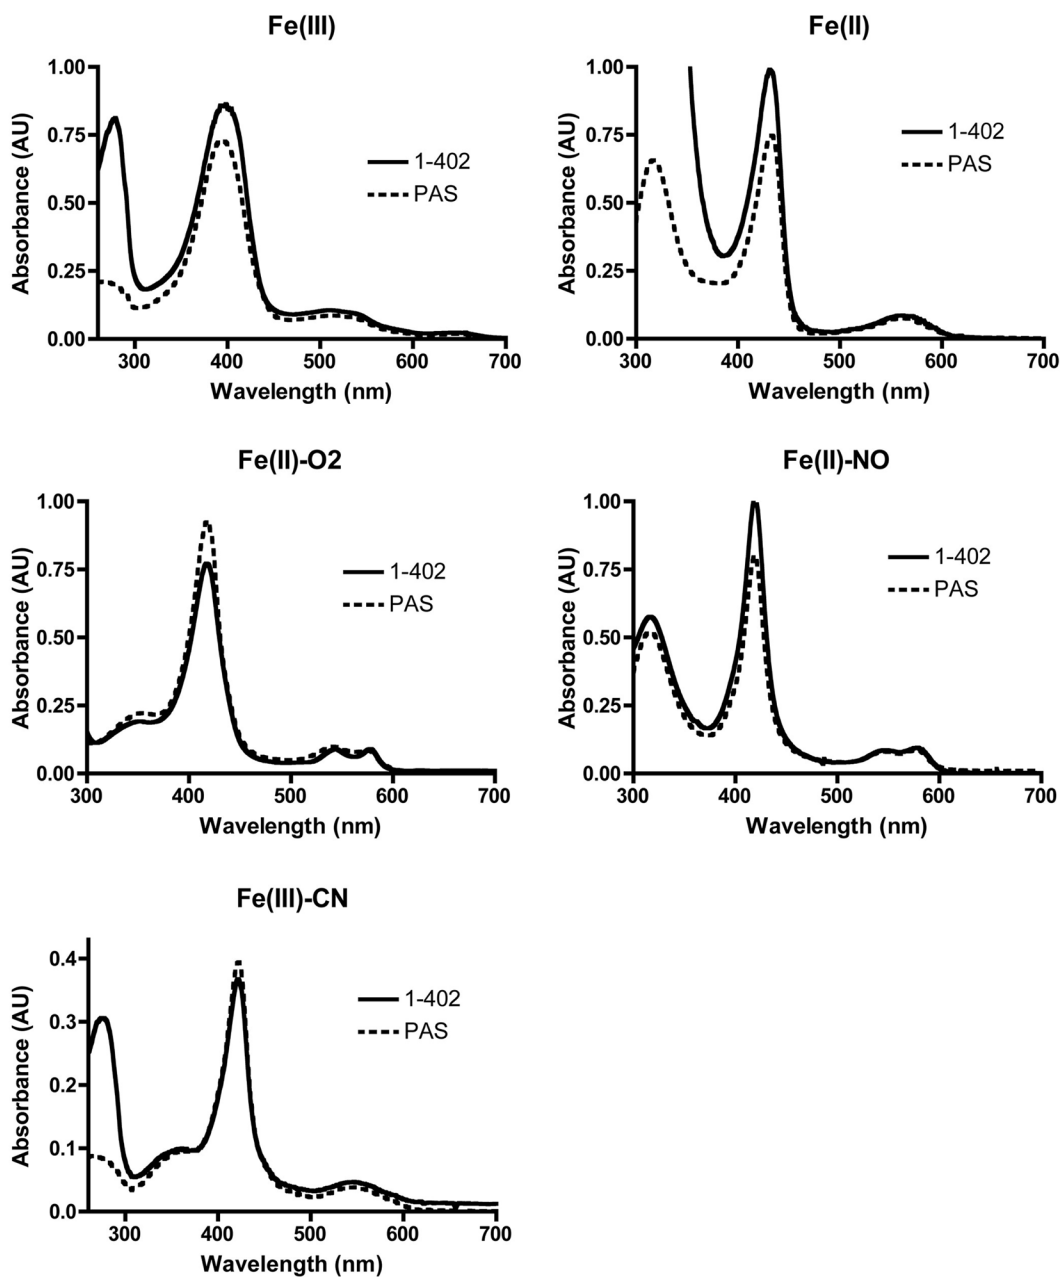 Fe(III)
1.00
0.75
0.50
0.25
0.00
Absorbance (AU)
1-402
PAS
300 400 500 600 700
Wavelength (nm)
Fe(II)
1.00
0.75
0.50
0.25
0.00
Absorbance (AU)
1-402
PAS
300 400 500 600 700
Wavelength (nm)
Fe(II)-O2
1.00
0.75
0.50
0.25
0.00
Absorbance (AU)
1-402
PAS
300 400 500 600 700
Wavelength (nm)
Fe(II)-NO
1.00
0.75
0.50
0.25
0.00
Absorbance (AU)
1-402
PAS
300 400 500 600 700
Wavelength (nm)
Fe(III)-CN
0.4
0.3
0.2
0.1
0.0
Absorbance (AU)
1-402
PAS
300 400 500 600 700
Wavelength (nm)